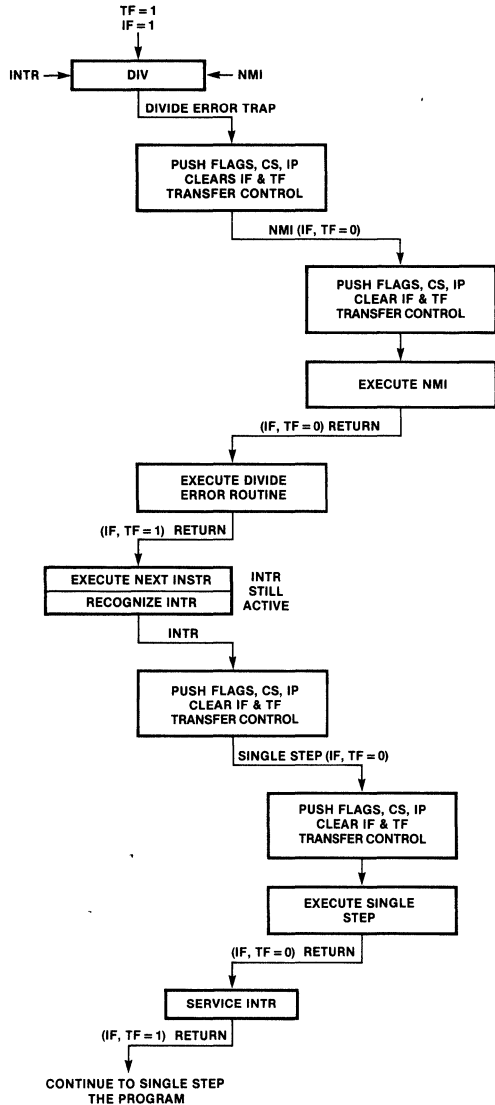 TF=1
IF=1
INTR
DIV
NMI
DIVIDE ERROR TRAP
PUSH FLAGS, CS, IP
CLEARS IF & TF
TRANSFER CONTROL
NMI (IF, TF=0)
PUSH FLAGS, CS, IP
CLEAR IF & TF
TRANSFER CONTROL
EXECUTE NMI
(IF, TF=0) RETURN
EXECUTE DIVIDE
ERROR ROUTINE
(IF, TF=1) RETURN
EXECUTE NEXT INSTR
RECOGNIZE INTR
INTR
STILL
ACTIVE
INTR
PUSH FLAGS, CS, IP
CLEAR IF & TF
TRANSFER CONTROL
SINGLE STEP (IF, TF=0)
PUSH FLAGS, CS, IP
CLEAR IF & TF
TRANSFER CONTROL
EXECUTE SINGLE
STEP
(IF, TF=0) RETURN
SERVICE INTR
(IF, TF=1) RETURN
CONTINUE TO SINGLE STEP
THE PROGRAM